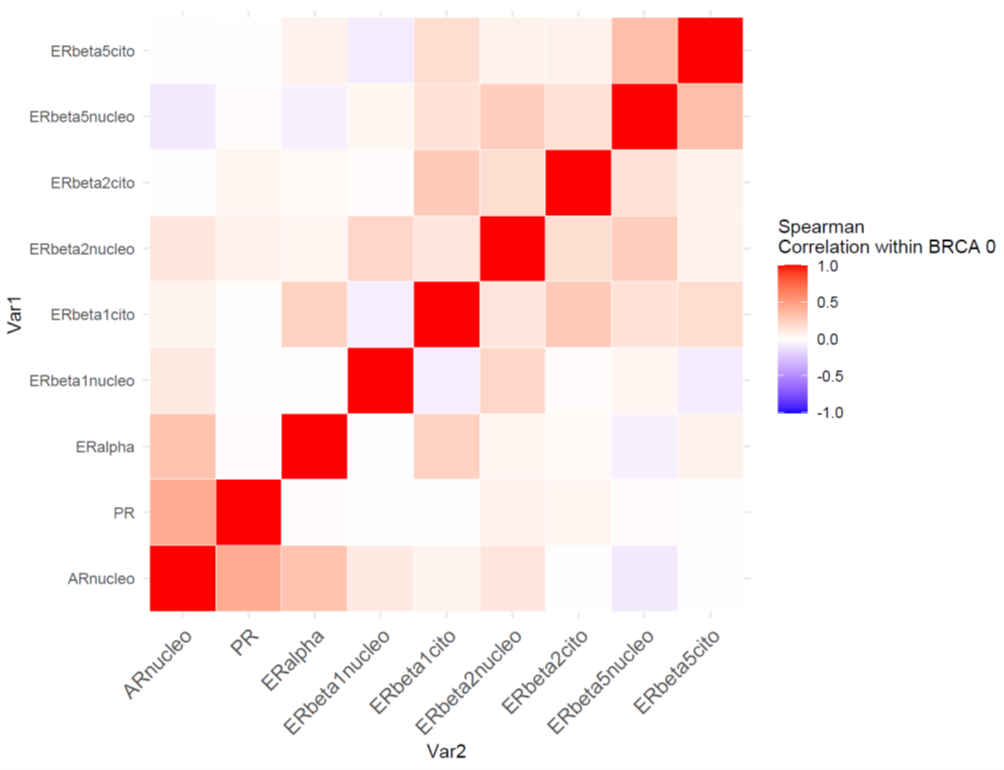 ERbeta5cito
ERbeta5nucleo
ERbeta2cito
ERbeta2nucleo
ERbeta1cito
ERbeta1nucleo
ERalpha
PR
ARnucleo
Var1
ARnucleo
PR
ERalpha
ERbeta1nucleo
ERbeta1cito
ERbeta2nucleo
ERbeta2cito
ERbeta5nucleo
ERbeta5cito
Var2
Spearman
Correlation within BRCA 0
1.0
0.5
0.0
-0.5
-1.0